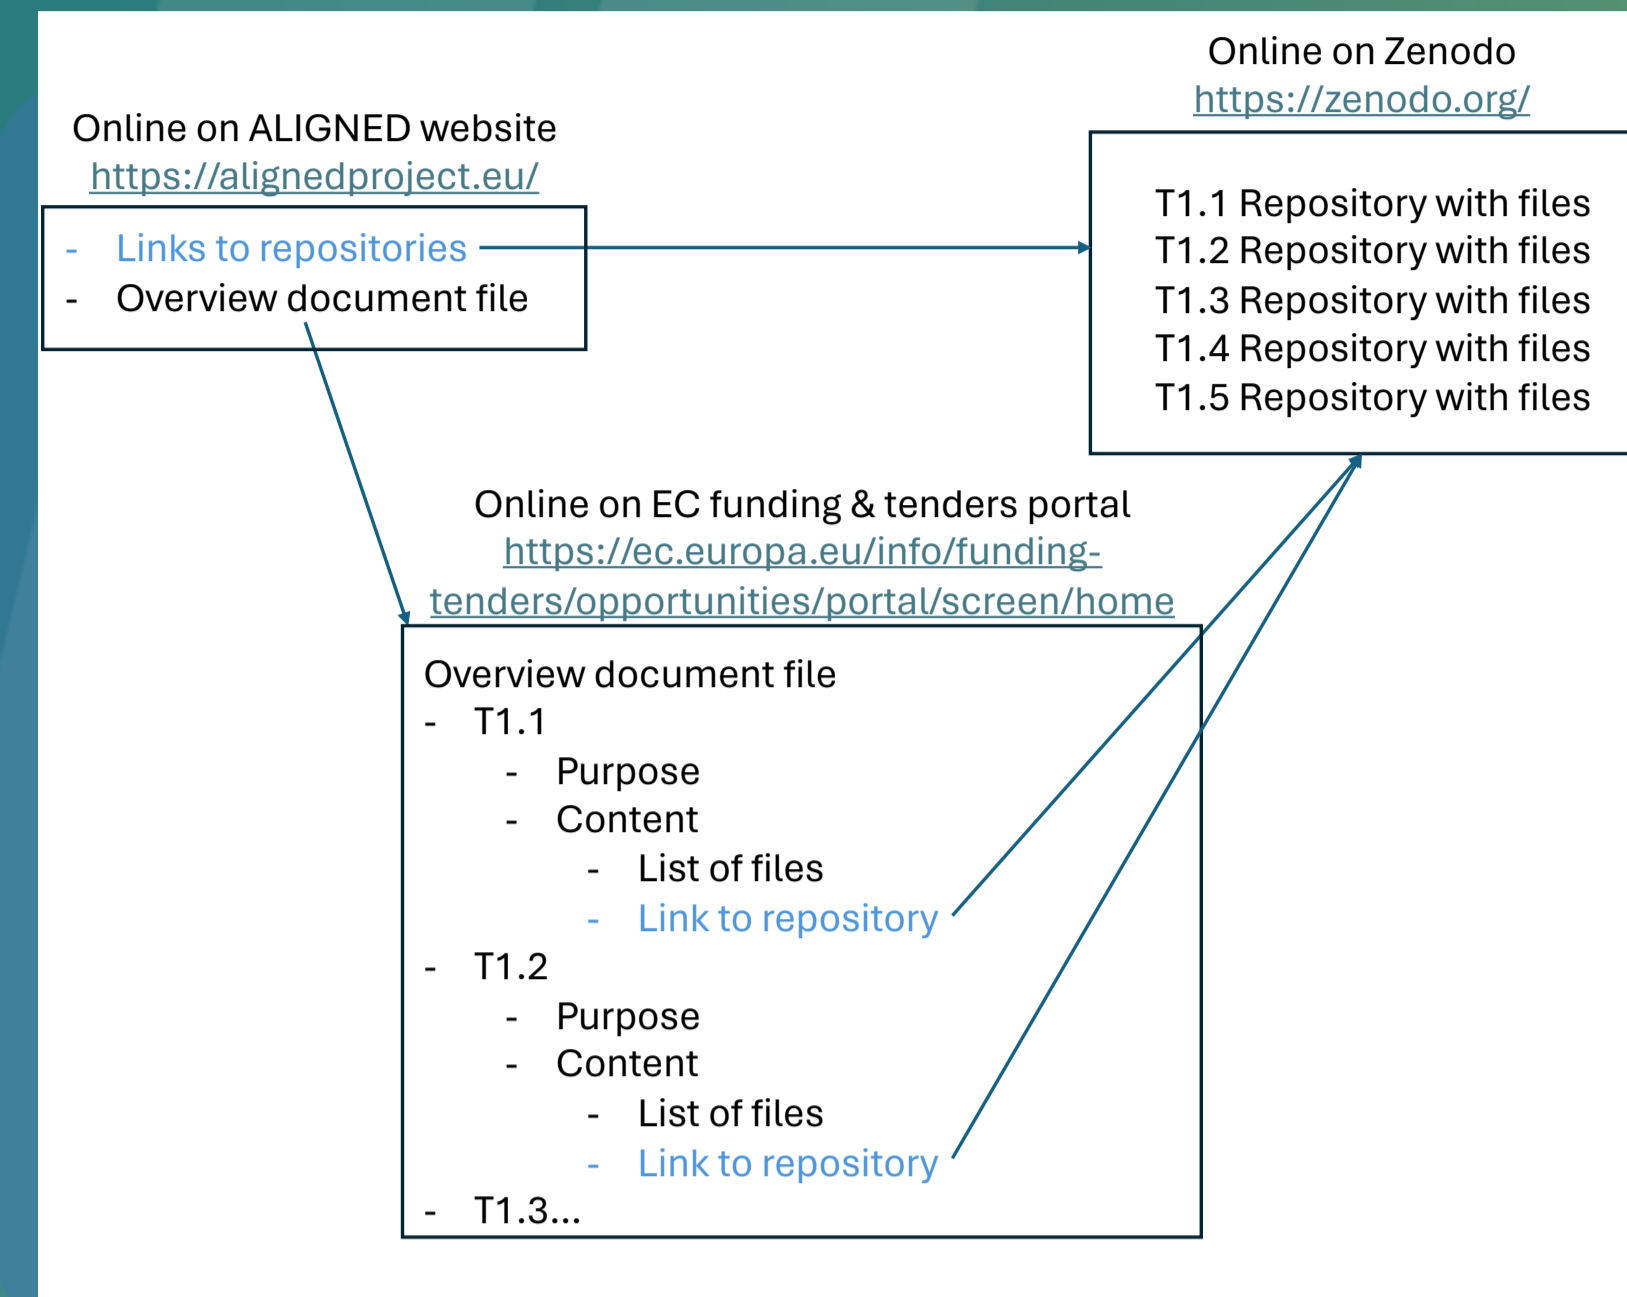 Online on ALIGNED website
https://alignedproject.eu/
- Links to repositories
- Overview document file
Online on Zenodo
https://zenodo.org/
T1.1 Repository with files
T1.2 Repository with files
T1.3 Repository with files
T1.4 Repository with files
T1.5 Repository with files
Online on EC funding & tenders portal
https://ec.europa.eu/info/funding-
tenders/opportunities/portal/screen/home
Overview document file
- T1.1
- Purpose
- Content
- List of files
- Link to repository
- T1.2
- Purpose
- Content
- List of files
- Link to repository
- T1.3...